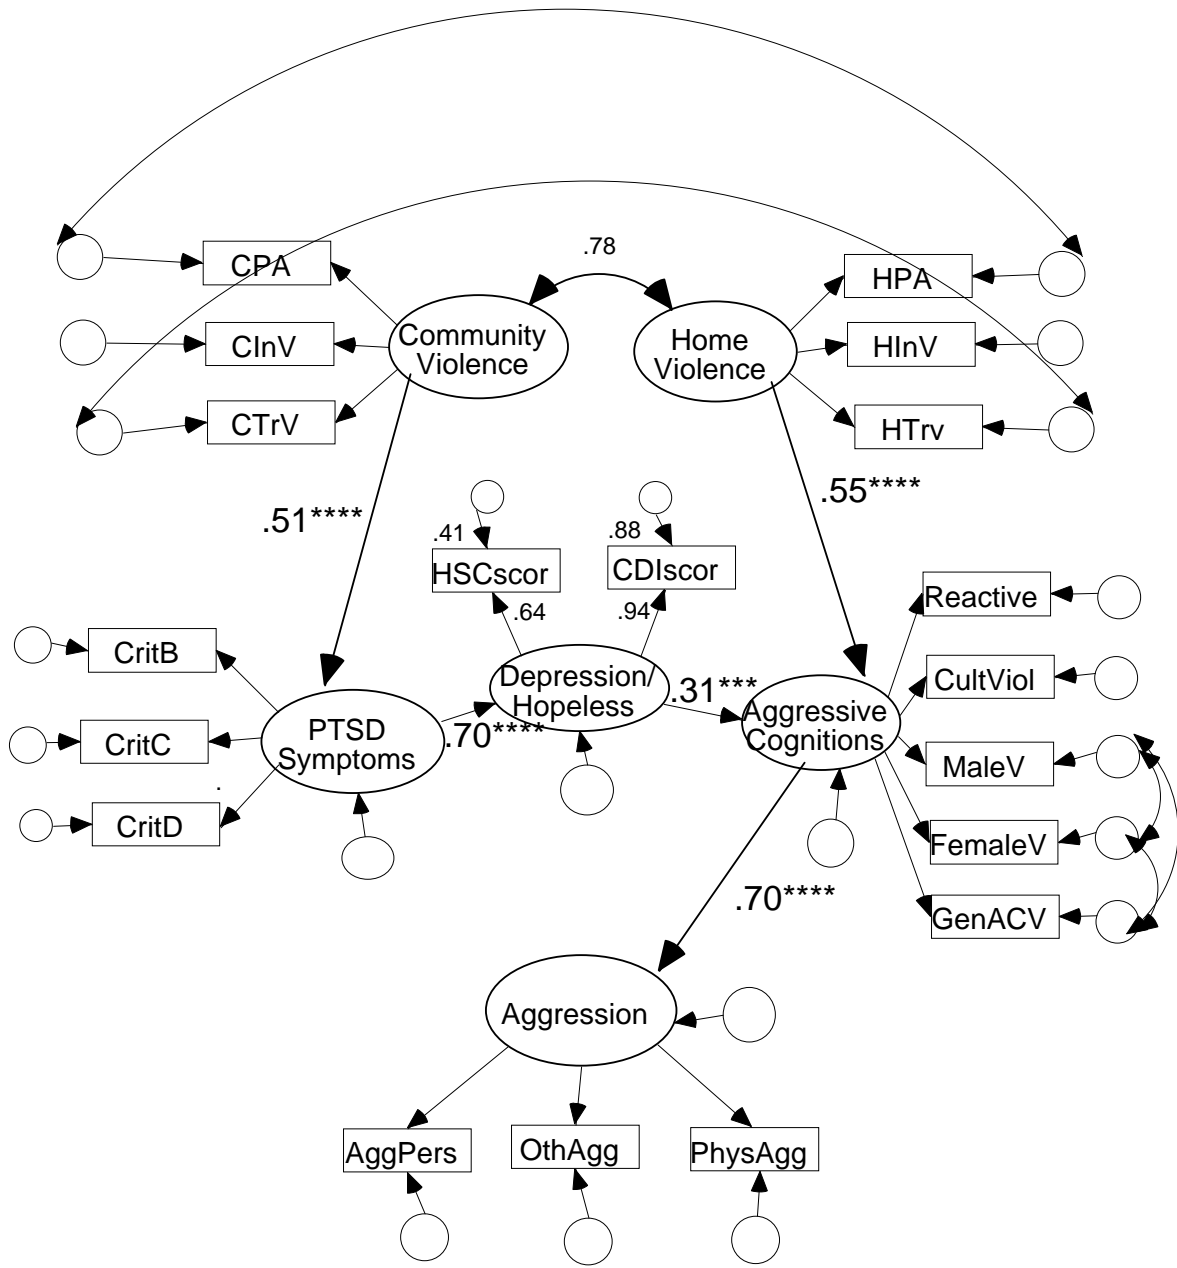 .78
CPA
HPA
CInV
Community
Violence
Home
Violence
HInV
CTrV
HTrv
.51****
.55****
.41
.88
HSCscor
CDIscor
.64
.94
Reactive
CritB
CultViol
Depression/
Hopeless
.31***
Aggressive
Cognitions
PTSD
Symptoms
.70****
CritC
MaleV
.
CritD
FemaleV
.70****
GenACV
Aggression
AggPers
OthAgg
PhysAgg